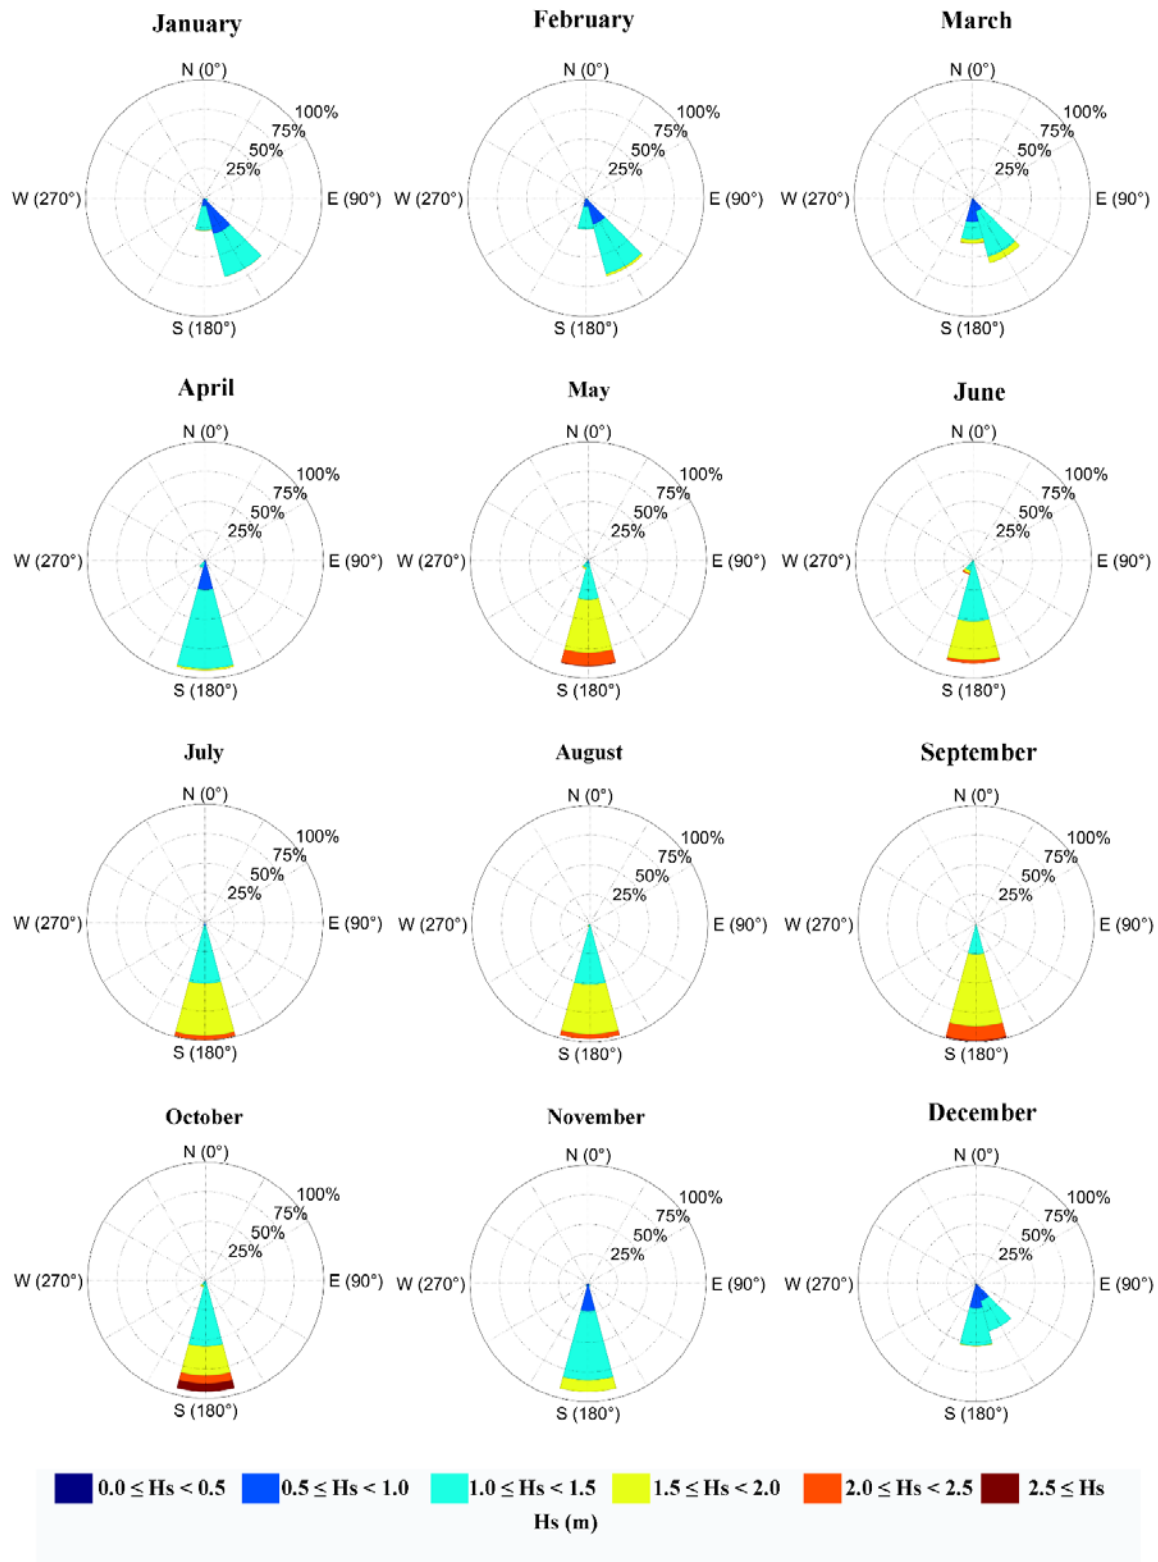 January February March
N (0°) N (0°) N (0°)
100% 100% 100%
75% 75% 75%
50% 50% 50%
25% 25% 25%
W (270°) E (90°) W (270°) E (90°) W (270°) E (90°)
S (180°) S (180°) S (180°)
April May June
N (0°) N (0°) N (0°)
100% 100% 100%
75% 75% 75%
50% 50% 50%
25% 25% 25%
W (270°) E (90°) W (270°) E (90°) W (270°) E (90°)
S (180°) S (180°) S (180°)
July August September
N (0°) N (0°) N (0°)
100% 100% 100%
75% 75% 75%
50% 50% 50%
25% 25% 25%
W (270°) E (90°) W (270°) E (90°) W (270°) E (90°)
S (180°) S (180°) S (180°)
October November December
N (0°) N (0°) N (0°)
100% 100% 100%
75% 75% 75%
50% 50% 50%
25% 25% 25%
W (270°) E (90°) W (270°) E (90°) W (270°) E (90°)
S (180°) S (180°) S (180°)
0.0 ≤ Hs < 0.5 0.5 ≤ Hs < 1.0 1.0 ≤ Hs < 1.5 1.5 ≤ Hs < 2.0 2.0 ≤ Hs < 2.5 2.5 ≤ Hs
Hs (m)